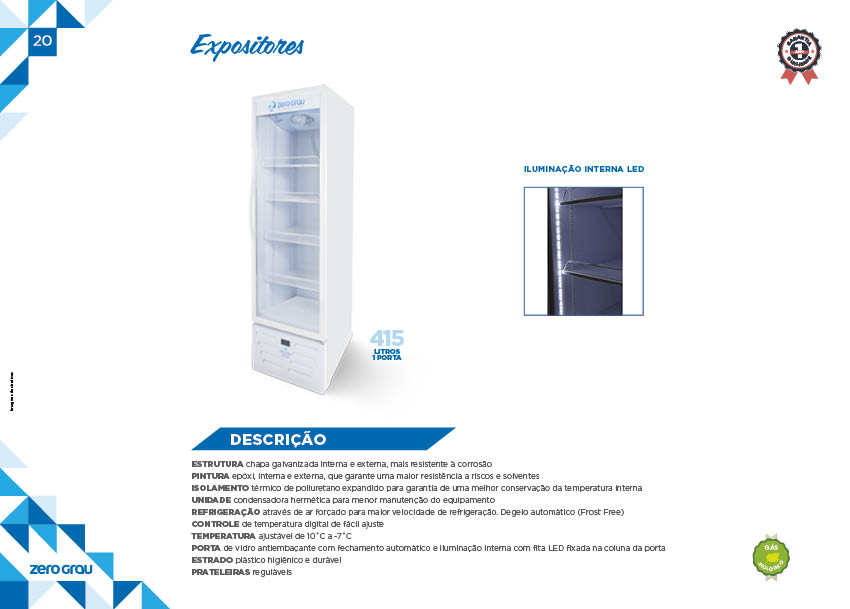 20
Expositores
GARANTIA
1
zero grau
ILUMINAÇÃO INTERNA LED
415
LITROS
1 PORTA
DESCRIÇÃO
ESTRUTURA chapa galvanizada interna e externa, mais resistente à corrosão
PINTURA epóxi, interna e externa, que garante uma maior resistência a riscos e solventes
ISOLAMENTO térmico de poliuretano expandido para garantia de uma melhor conservação da temperatura interna
UNIDADE condensadora hermética para menor manutenção do equipamento
REFRIGERAÇÃO através de ar forçado para maior velocidade de refrigeração. Degelo automático (Frost Free)
CONTROLE de temperatura digital de fácil ajuste
TEMPERATURA ajustável de 10°C a -7°C
PORTA de vidro antiembaçante com fechamento automático e iluminação interna com fita LED fixada na coluna da porta
ESTRADO plástico higiênico e durável
PRATELEIRAS reguláveis
zero grau
GÁS
ECOLÓGICO